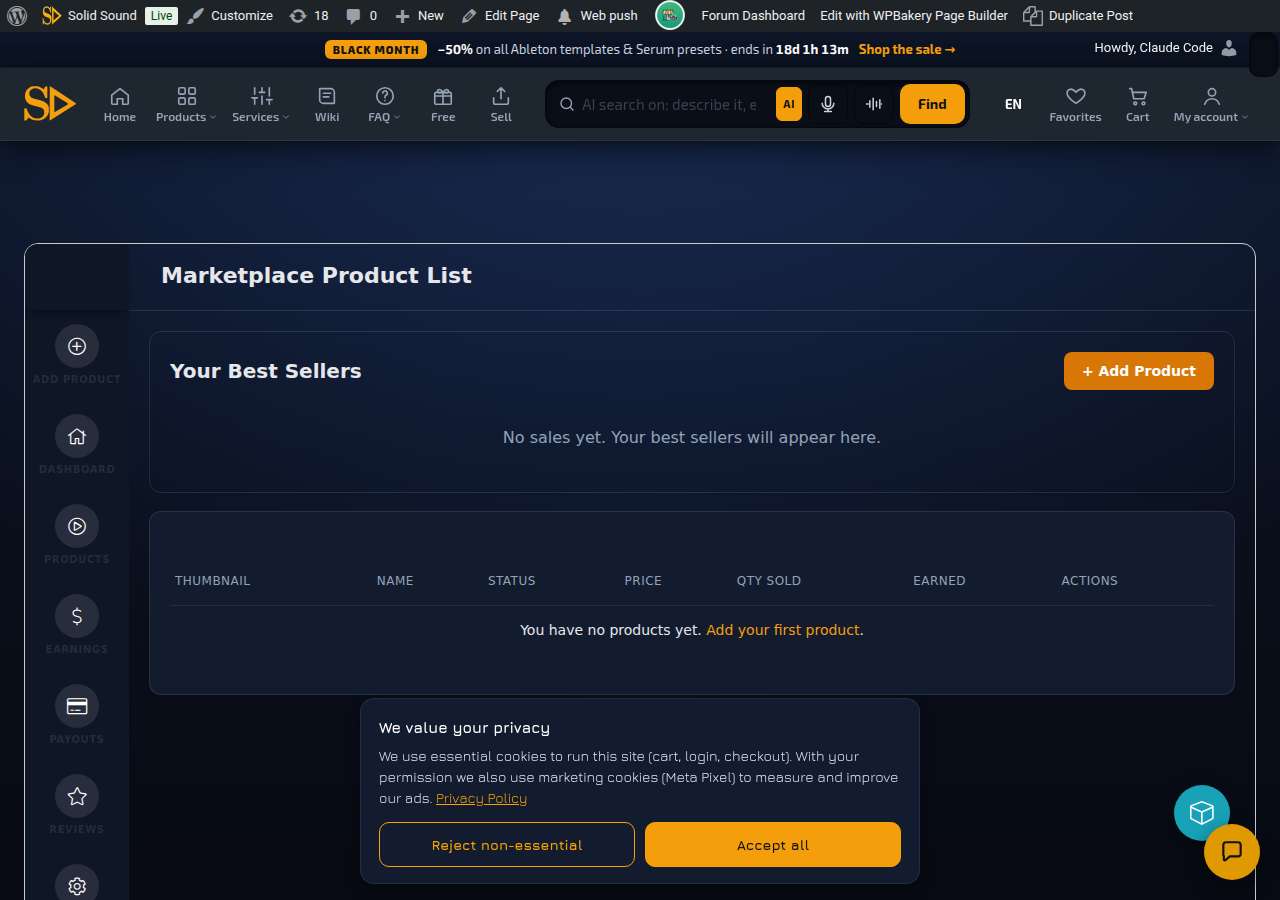 Solid Sound Live Customize 18 0 New Edit Page Web push Forum Dashboard Edit with WPBakery Page Builder Duplicate Post
BLACK MONTH −50% on all Ableton templates & Serum presets · ends in 18d 1h 13m Shop the sale →
Howdy, Claude Code
Home Products Services Wiki FAQ Free Sell
AI search on: describe it, e AI Find
EN Favorites Cart My account
Marketplace Product List
ADD PRODUCT
DASHBOARD
PRODUCTS
EARNINGS
PAYOUTS
REVIEWS
Your Best Sellers
+ Add Product
No sales yet. Your best sellers will appear here.
THUMBNAIL NAME STATUS PRICE QTY SOLD EARNED ACTIONS
You have no products yet. Add your first product.
We value your privacy
We use essential cookies to run this site (cart, login, checkout). With your
permission we also use marketing cookies (Meta Pixel) to measure and improve
our ads. Privacy Policy
Reject non-essential
Accept all